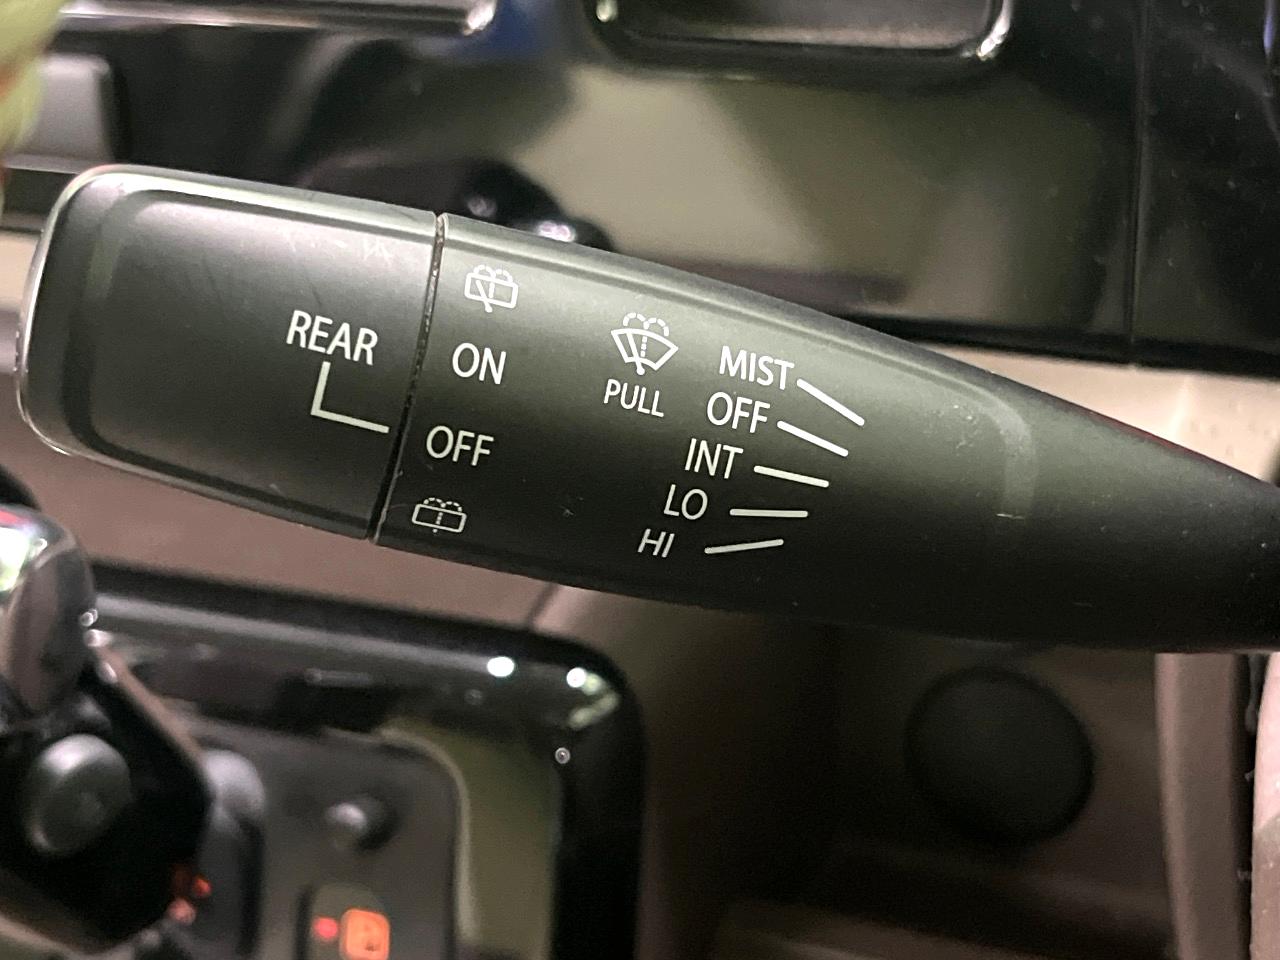 REAR
ON
OFF
PULL
MIST
OFF
INT
LO
HI